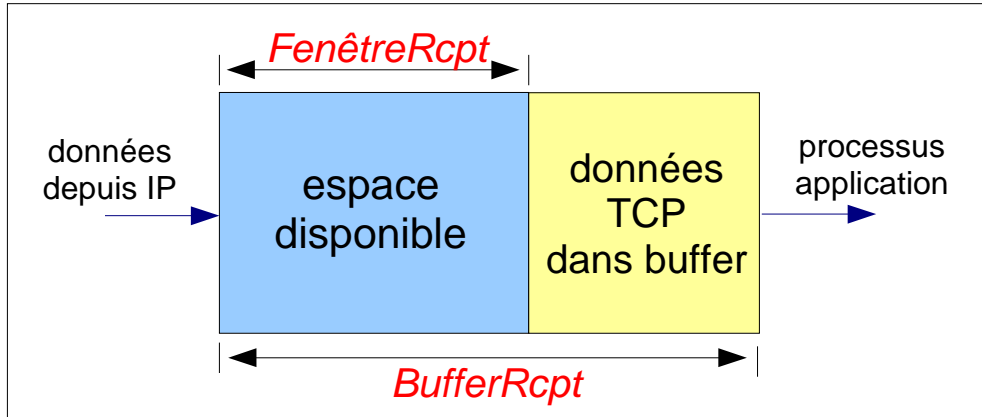 FenêtreRcpt
données
depuis IP
espace
disponible
données
TCP
dans buffer
processus
application
BufferRcpt